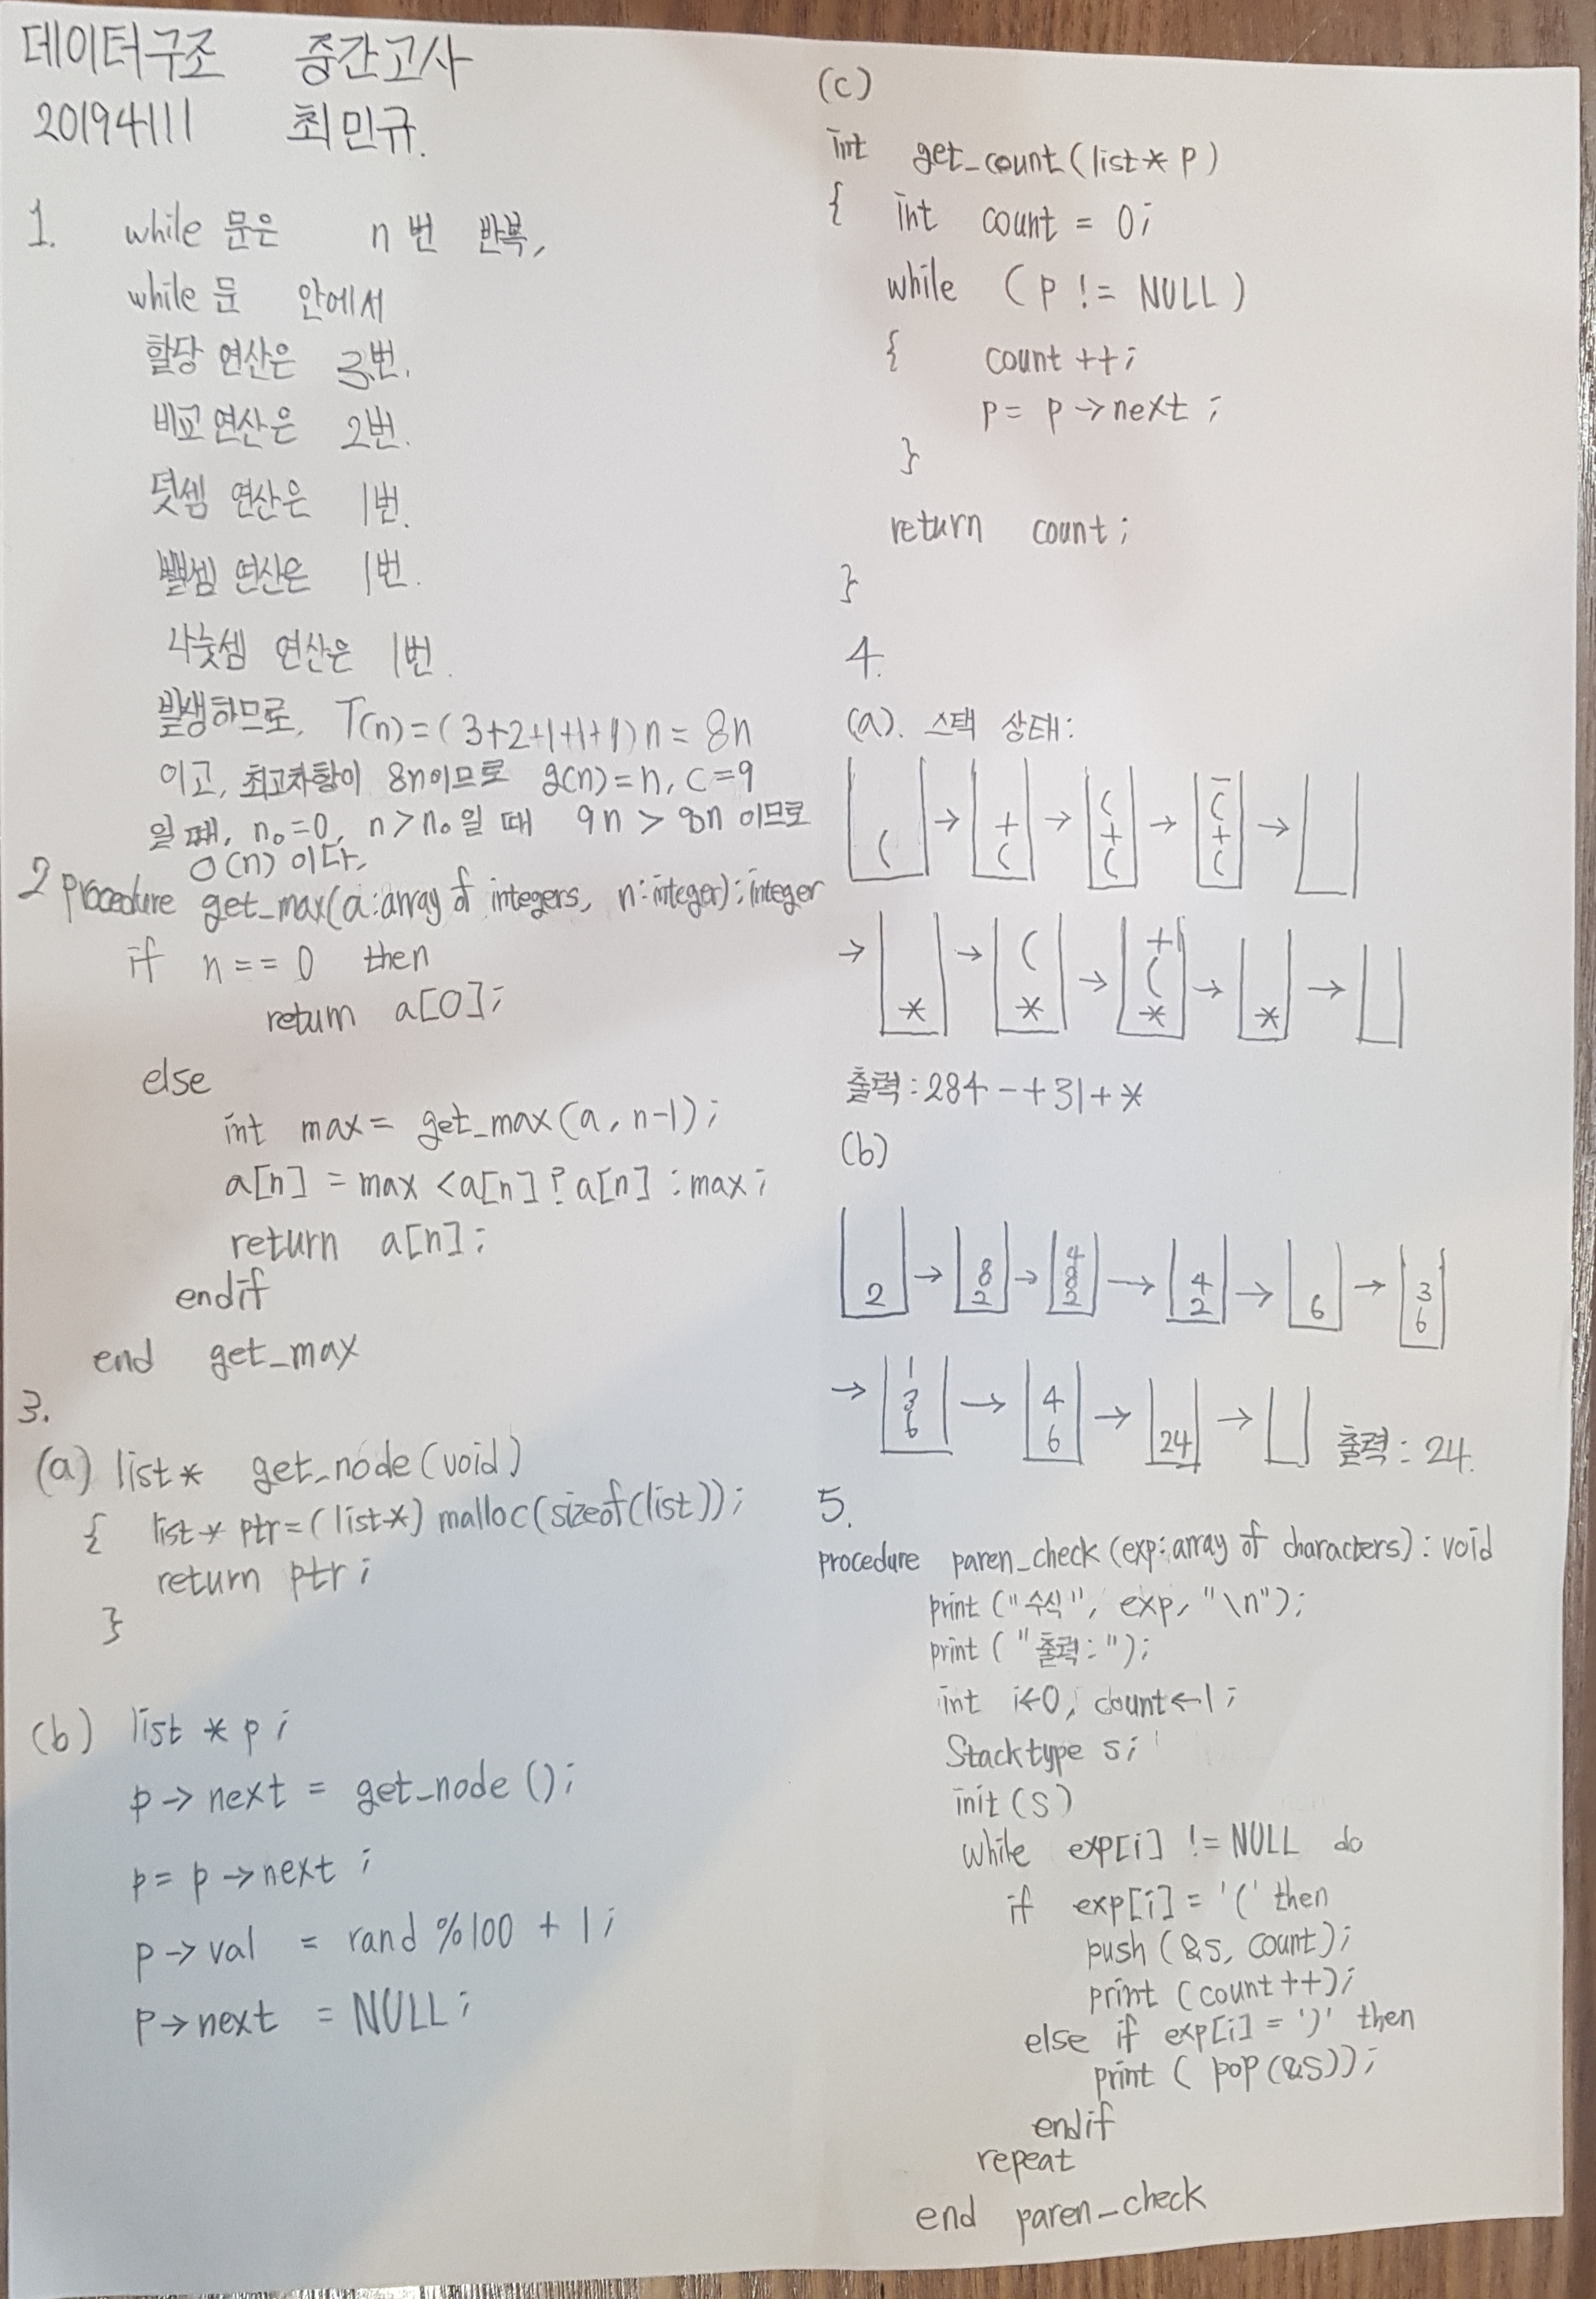 데이터구조 중간고사
20194111 최민규.
1. while 문은 n 번 반복,
while 문 안에서
할당 연산은 3번.
비교 연산은 2번.
덧셈 연산은 1번.
뺄셈 연산은 1번.
나눗셈 연산은 1번.
발생하므로, T(n)=(3+2+1+1+1)n = 8n
이고, 최고차항이 8n이므로 g(n)=n, c=9
일 때, n₀=0, n>n₀일 때 9n > 8n 이므로
O(n) 이다.
2 procedure get_max(a:array of integers, n:integer):integer
if n == 0 then
return a[0];
else
int max = get_max(a, n-1);
a[n] = max <a[n] ? a[n] : max;
return a[n];
endif
end get_max
3.
(a) list* get_node(void)
{ list* ptr=(list*) malloc(sizeof(list));
return ptr;
}
(b) list * p;
p→next = get_node();
p = p→next ;
p→val = rand %100 + 1;
p→next = NULL;
(c)
int get_count(list* p)
{ int count = 0;
while (p != NULL)
{ count ++;
p = p→next ;
}
return count;
}
4.
(a). 스택 상태:
( → + ( → ( + ( → - ( + ( →
→ * → ( * → + ( * → * →
출력:284-+31+*
(b)
2 → 8 2 → 4 8 2 → 4 2 → 6 → 3 6
→ 1 3 6 → 4 6 → 24 → 출력: 24.
5.
procedure paren_check (exp:array of characters): void
print ("수식", exp, "\n");
print ("출력:");
int i←0, count←1;
Stacktype s;
init(S)
while exp[i] != NULL do
if exp[i] = '(' then
push (&S, count);
print (count++);
else if exp[i] = ')' then
print ( pop(&S));
endif
repeat
end paren_check